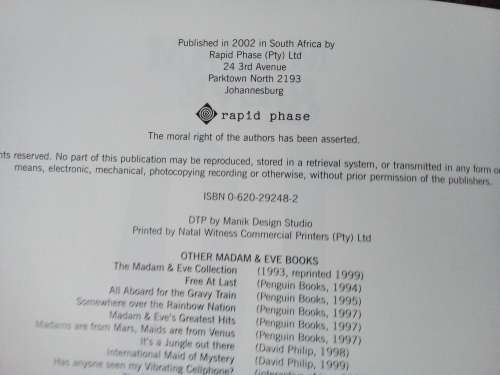 Published in 2002 in South Africa by
Rapid Phase (Pty) Ltd
24 3rd Avenue
Parktown North 2193
Johannesburg
rapid phase
The moral right of the authors has been asserted.
reserved. No part of this publication may be reproduced, stored in a retrieval system, or transmitted in any form
means, electronic, mechanical, photocopying recording or otherwise, without prior permission of the publishers.
ISBN 0-620-29248-2
DTP by Manik Design Studio
Printed by Natal Witness Commercial Printers (Pty) Ltd
OTHER MADAM & EVE BOOKS
The Madam & Eve Collection (1993, reprinted 1999)
Free At Last (Penguin Books, 1994)
All Aboard for the Gravy Train (Penguin Books, 1995)
Somewhere over the Rainbow Nation (Penguin Books, 1997)
Madam & Eve's Greatest Hits (Penguin Books, 1997)
Madams are from Mars, Maids are from Venus (Penguin Books, 1997)
It's a Jungle out there (David Philip, 1998)
International Maid of Mystery (David Philip, 1999)
Has anyone seen my Vibrating Cellphone?